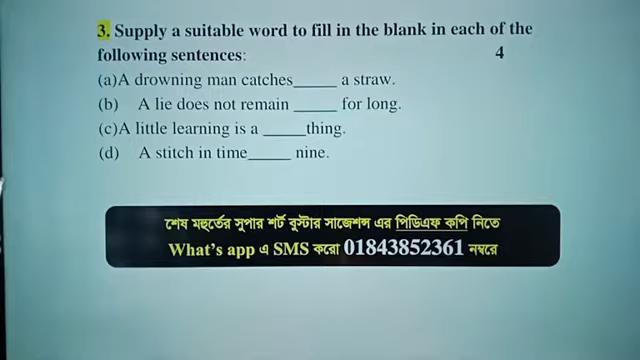 3. Supply a suitable word to fill in the blank in each of the
following sentences: 4
(a)A drowning man catches_____ a straw.
(b) A lie does not remain _____ for long.
(c)A little learning is a _____thing.
(d) A stitch in time_____ nine.
শেষ মহুর্তের সুপার শর্ট বুস্টার সাজেশন্স এর পিডিএফ কপি নিতে
What's app এ SMS করো 01843852361 নম্বরে